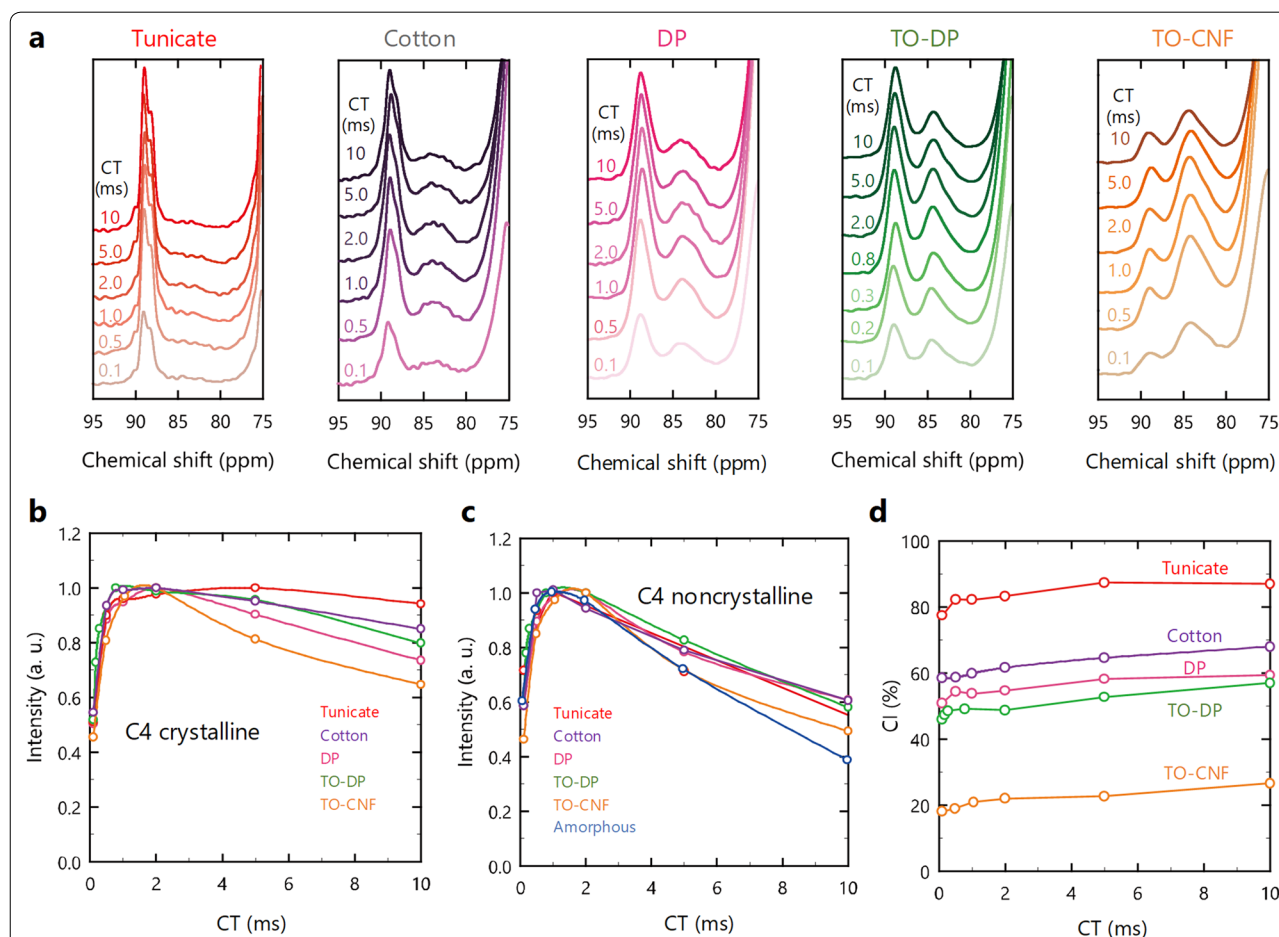 a
Tunicate Cotton DP TO-DP TO-CNF
CT
(ms)
10
5.0
2.0
1.0
0.5
0.1
95 90 85 80 75
Chemical shift (ppm)
CT
(ms)
10
5.0
2.0
1.0
0.5
0.1
95 90 85 80 75
Chemical shift (ppm)
CT
(ms)
10
5.0
2.0
1.0
0.5
0.1
95 90 85 80 75
Chemical shift (ppm)
CT
(ms)
10
5.0
2.0
0.8
0.3
0.2
0.1
95 90 85 80 75
Chemical shift (ppm)
CT
(ms)
10
5.0
2.0
1.0
0.5
0.1
95 90 85 80 75
Chemical shift (ppm)
b
Intensity (a. u.)
1.2
1.0
0.8
0.6
0.4
0.2
0.0
C4 crystalline
Tunicate
Cotton
DP
TO-DP
TO-CNF
0 2 4 6 8 10
CT (ms)
c
Intensity (a. u.)
1.2
1.0
0.8
0.6
0.4
0.2
0.0
C4 noncrystalline
Tunicate
Cotton
DP
TO-DP
TO-CNF
Amorphous
0 2 4 6 8 10
CT (ms)
d
CI (%)
100
80
60
40
20
0
Tunicate
Cotton
DP
TO-DP
TO-CNF
0 2 4 6 8 10
CT (ms)